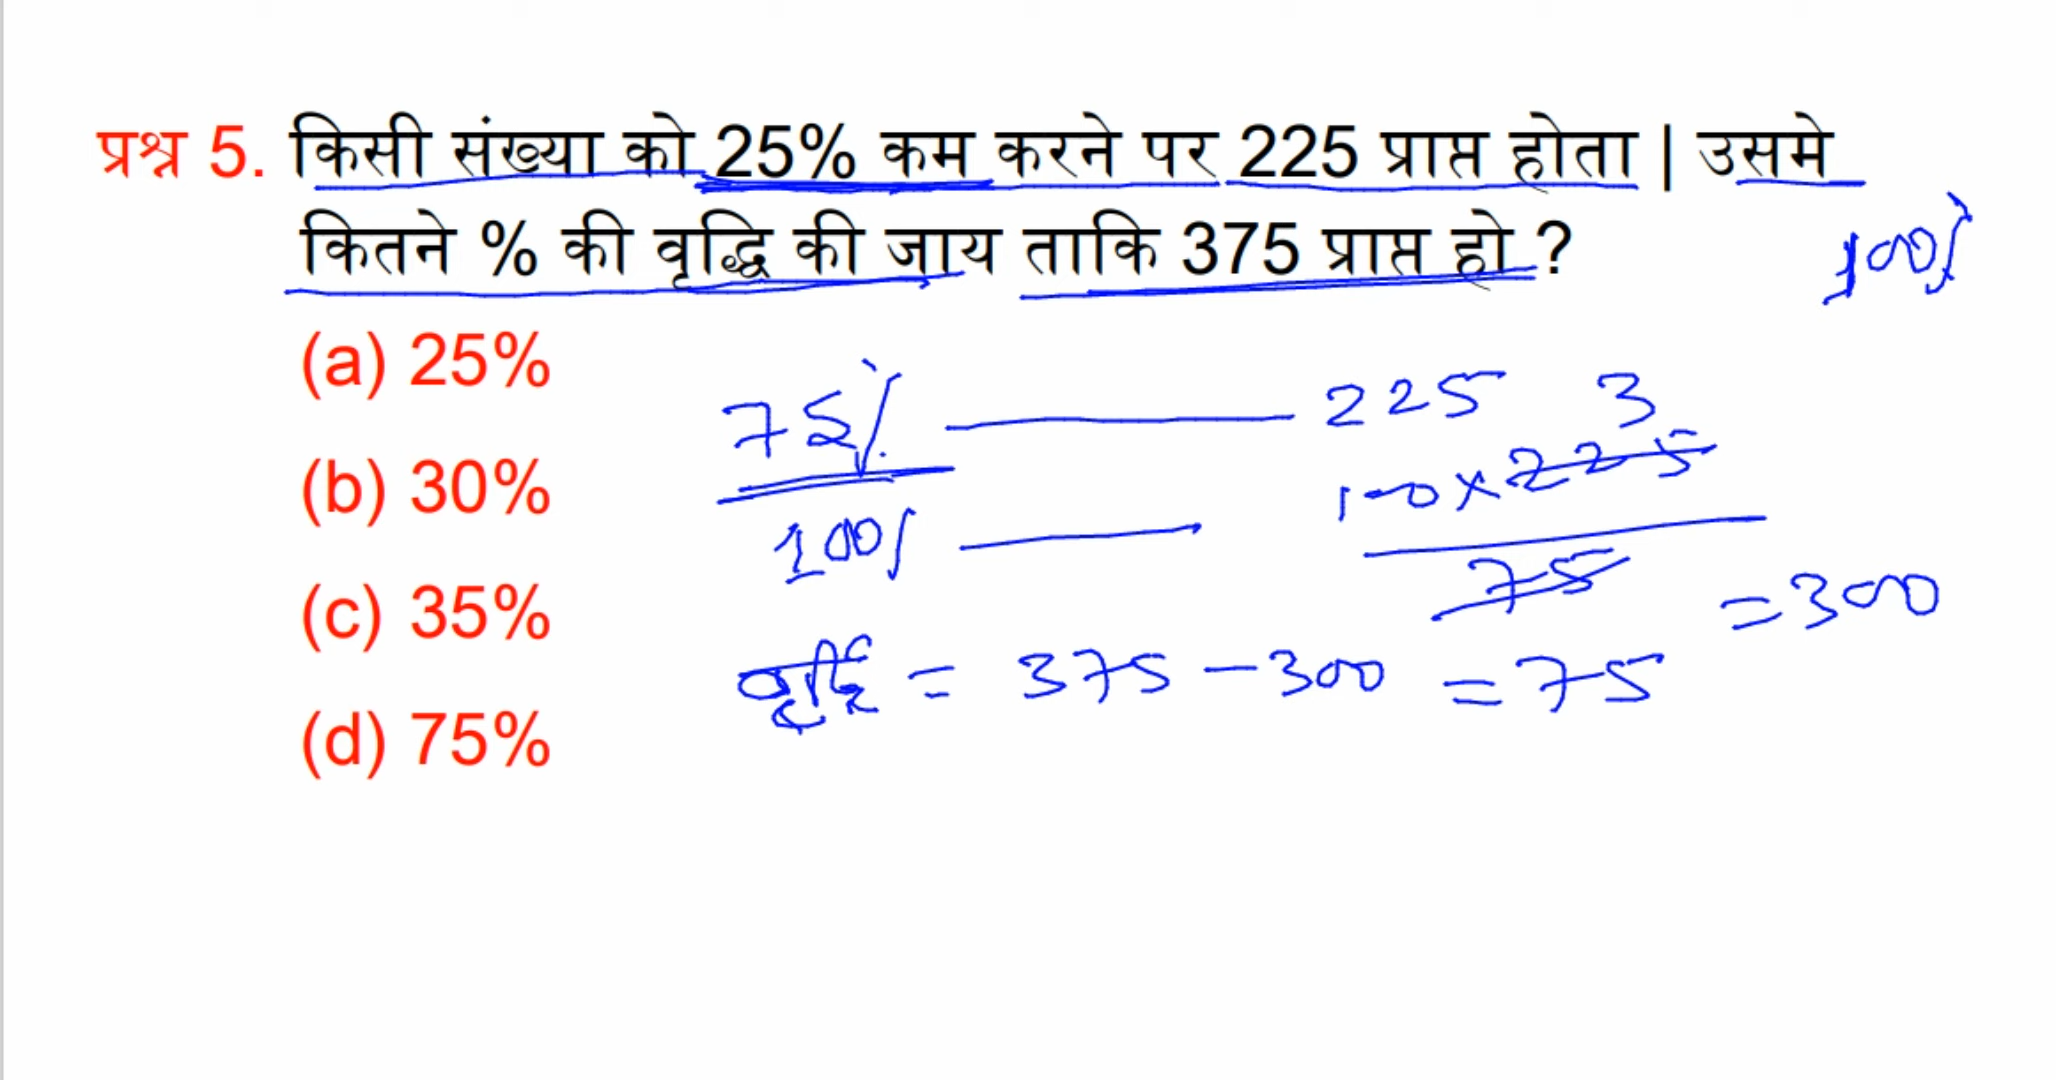 प्रश्न 5. किसी संख्या को 25% कम करने पर 225 प्राप्त होता | उसमे
कितने % की वृद्धि की जाय ताकि 375 प्राप्त हो ?
100%
(a) 25%
75% 225 3
(b) 30%
100×225
100% 75 =300
(c) 35%
वृद्धि = 375-300 =75
(d) 75%